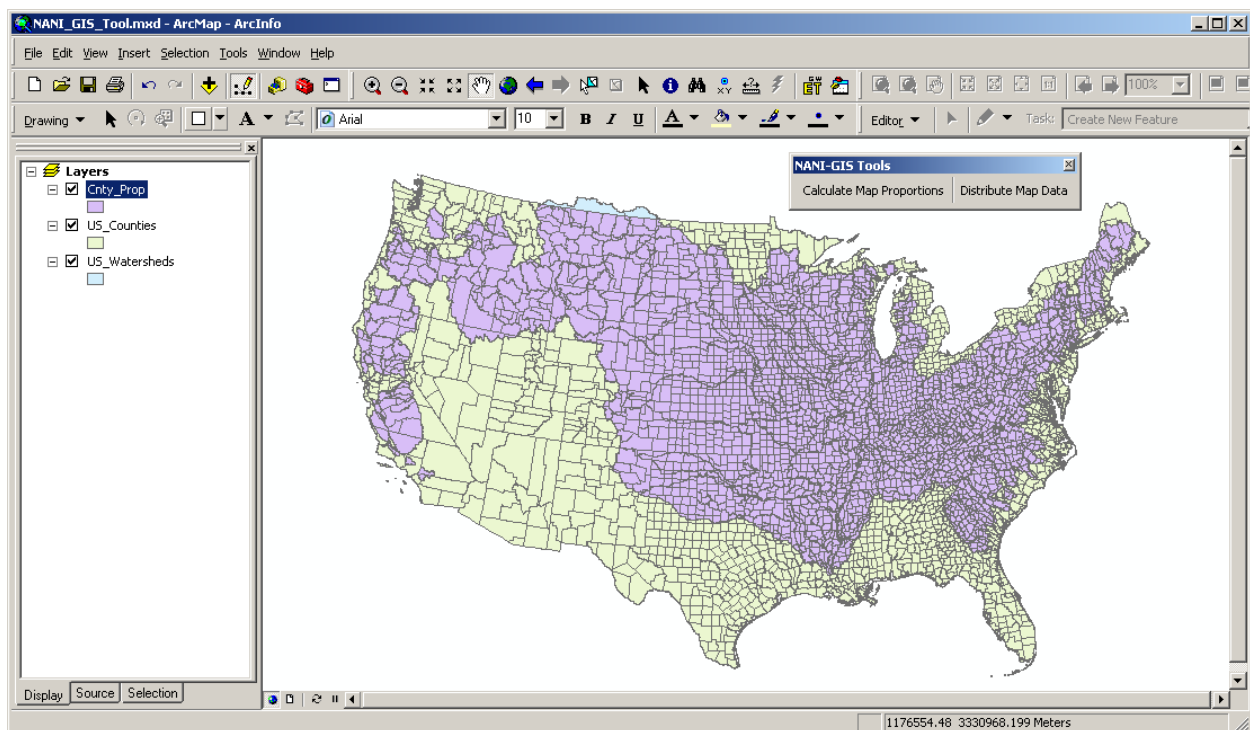 NANI_GIS_Tool.mxd - ArcMap - ArcInfo
File Edit View Insert Selection Tools Window Help
XY
100%
Drawing A Arial 10 B I U A Editor Task: Create New Feature
Layers
Cnty_Prop
US_Counties
US_Watersheds
NANI-GIS Tools
Calculate Map Proportions Distribute Map Data
Display Source Selection
1176554.48 3330968.199 Meters